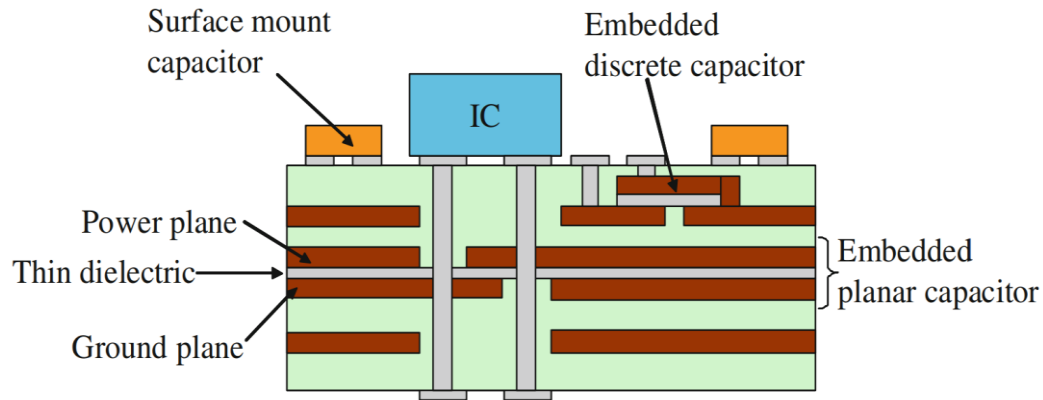 Surface mount
capacitor
Embedded
discrete capacitor
IC
Power plane
Thin dielectric
Ground plane
Embedded
planar capacitor